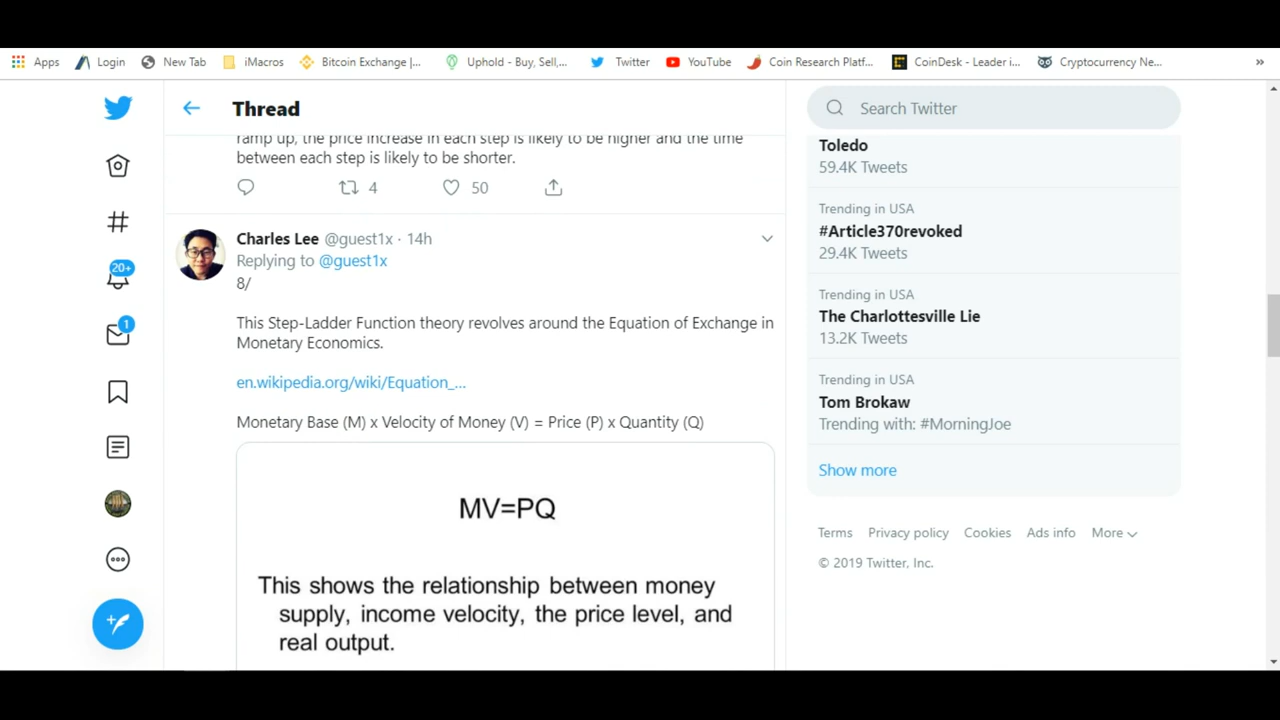 Apps Login New Tab iMacros Bitcoin Exchange |... Uphold - Buy, Sell,... Twitter YouTube Coin Research Platf... CoinDesk - Leader i... Cryptocurrency Ne... »
Thread
ramp up, the price increase in each step is likely to be higher and the time
between each step is likely to be shorter.
4 50
Charles Lee @guest1x · 14h
Replying to @guest1x
8/
This Step-Ladder Function theory revolves around the Equation of Exchange in
Monetary Economics.
en.wikipedia.org/wiki/Equation_...
Monetary Base (M) x Velocity of Money (V) = Price (P) x Quantity (Q)
MV=PQ
This shows the relationship between money
supply, income velocity, the price level, and
real output.
20+
1
Search Twitter
Toledo
59.4K Tweets
Trending in USA
#Article370revoked
29.4K Tweets
Trending in USA
The Charlottesville Lie
13.2K Tweets
Trending in USA
Tom Brokaw
Trending with: #MorningJoe
Show more
Terms Privacy policy Cookies Ads info More
© 2019 Twitter, Inc.